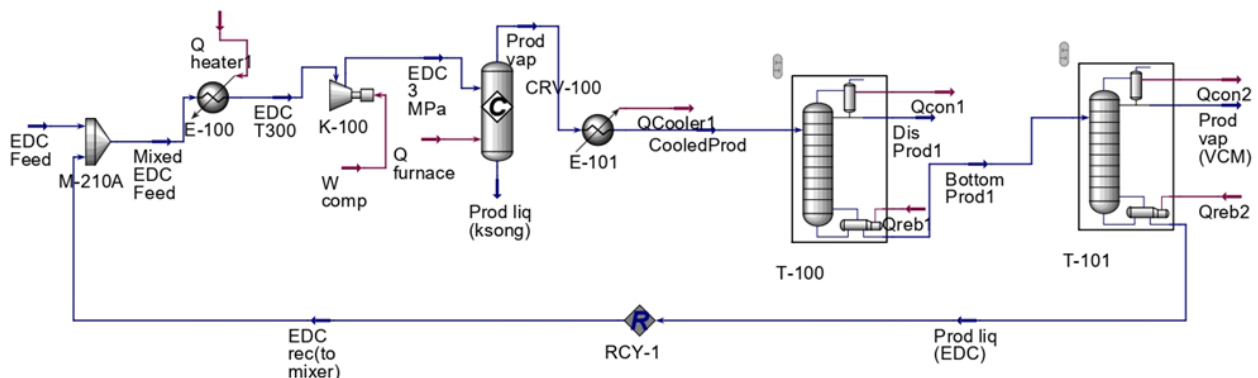 Q
heater1
E-100
EDC
T300
K-100
W
comp
EDC
3
MPa
Q
furnace
C
CRV-100
Prod
vap
Prod liq
(ksong)
EDC
Feed
M-210A
Mixed
EDC
Feed
E-101
QCooler1
CooledProd
Qcon1
Dis
Prod1
Qreb1
T-100
Bottom
Prod1
Qcon2
Prod
vap
(VCM)
Qreb2
T-101
EDC
rec(to
mixer)
R
RCY-1
Prod liq
(EDC)